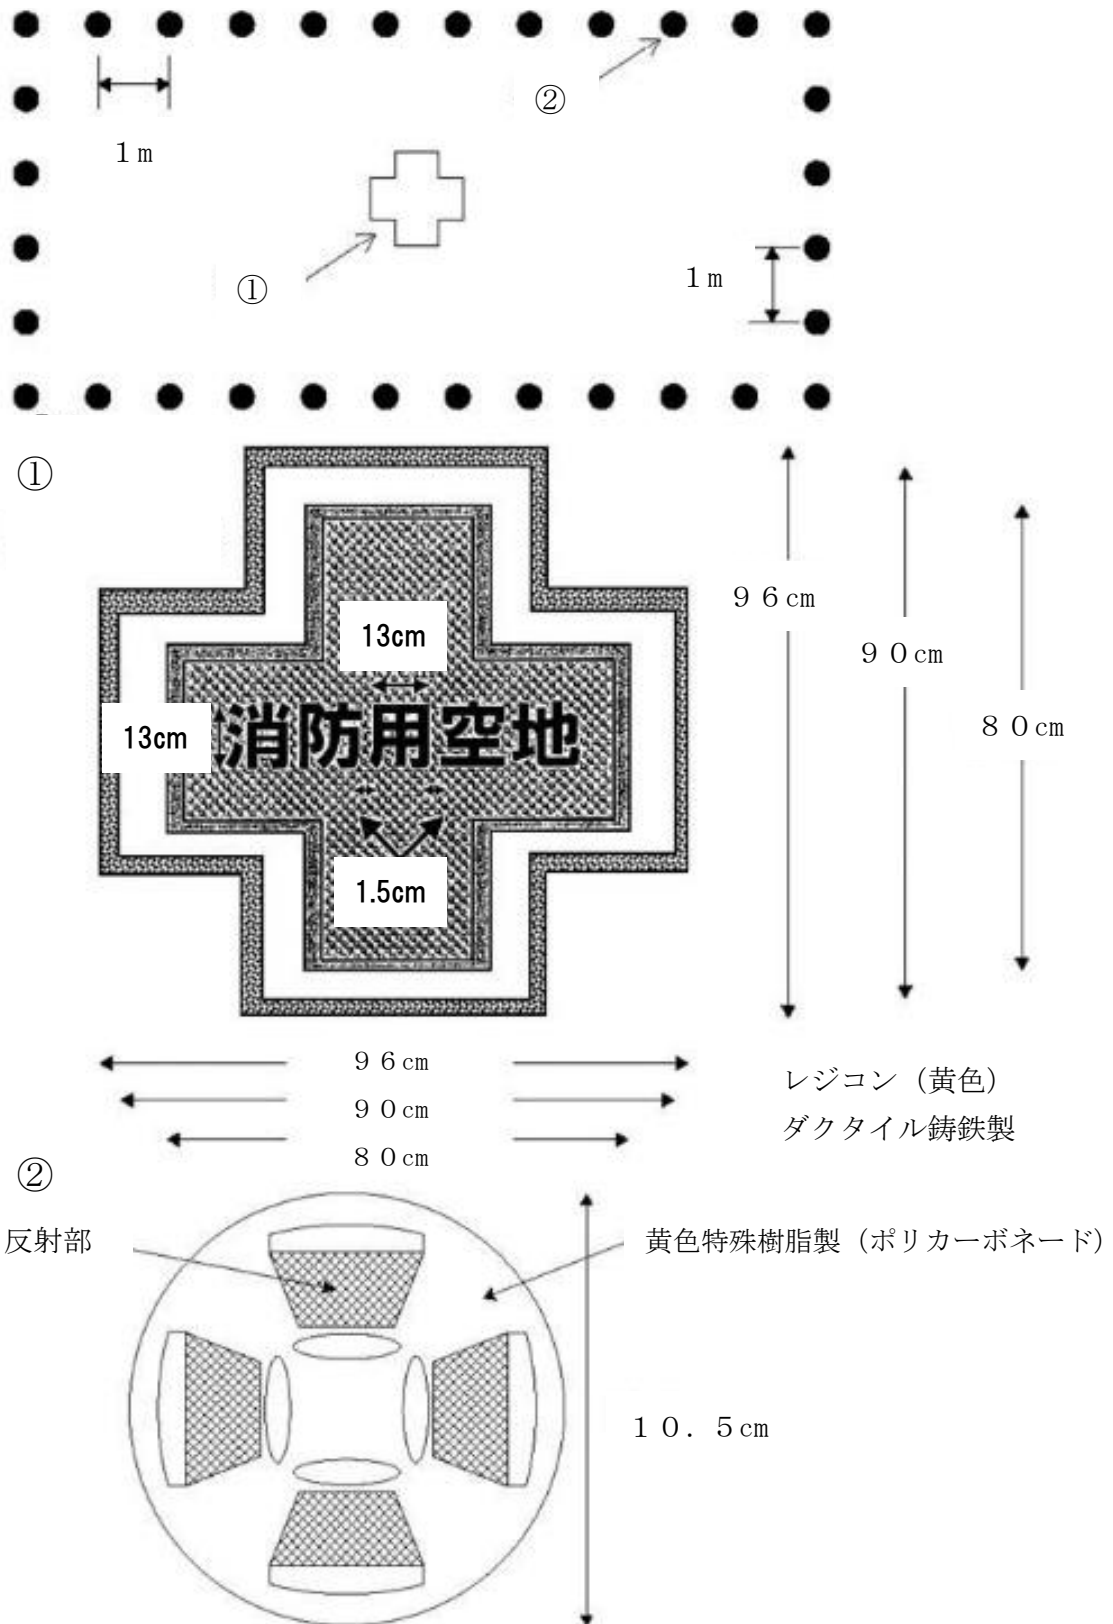 ②
１ｍ
①
１ｍ
①
９６㎝
13cm
９０㎝
８０㎝
13cm
消防用空地
1.5cm
９６㎝
９０㎝
８０㎝
レジコン（黄色）
ダクタイル鋳鉄製
②
反射部
黄色特殊樹脂製（ポリカーボネード）
１０．５㎝